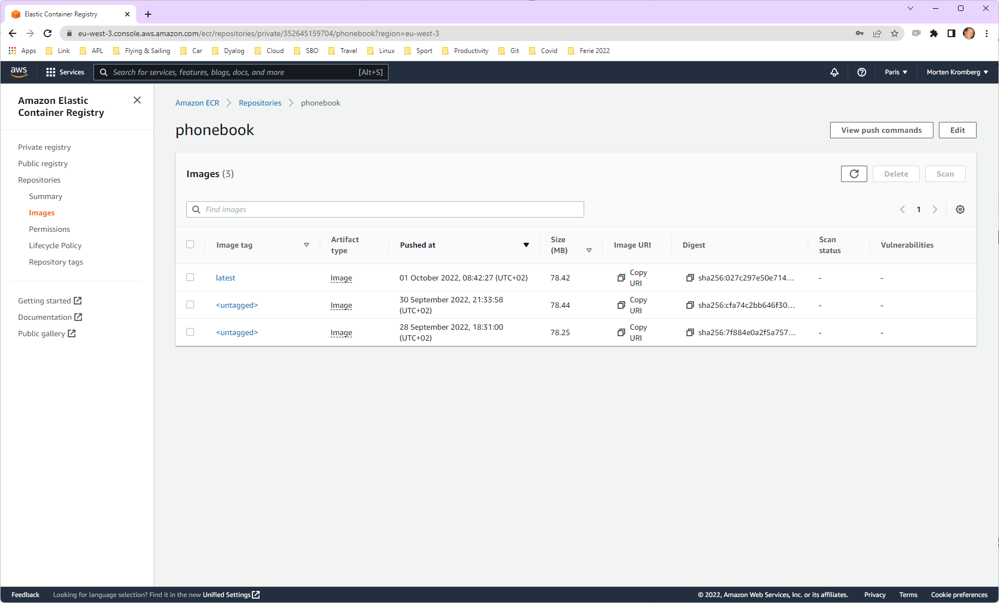 Elastic Container Registry
eu-west-3.console.aws.amazon.com/ecr/repositories/private/352645159704/phonebook?region=eu-west-3
Apps Link APL Flying & Sailing Car Dyalog Cloud SBO Travel Linux Sport Productivity Git Covid Ferie 2022
aws Services Search for services, features, blogs, docs, and more [Alt+S] Paris Morten Kromberg
Amazon Elastic
Container Registry
Private registry
Public registry
Repositories
Summary
Images
Permissions
Lifecycle Policy
Repository tags
Getting started
Documentation
Public gallery
Amazon ECR Repositories phonebook
phonebook
View push commands Edit
Images (3)
Delete Scan
Find images
1
Image tag Artifact type Pushed at Size (MB) Image URI Digest Scan status Vulnerabilities
latest Image 01 October 2022, 08:42:27 (UTC+02) 78.42 Copy URI sha256:027c297e50e714... - -
<untagged> Image 30 September 2022, 21:33:58 (UTC+02) 78.44 Copy URI sha256:cfa74c2bb646f30... - -
<untagged> Image 28 September 2022, 18:31:00 (UTC+02) 78.25 Copy URI sha256:7f884e0a2f5a757... - -
Feedback Looking for language selection? Find it in the new Unified Settings © 2022, Amazon Web Services, Inc. or its affiliates. Privacy Terms Cookie preferences